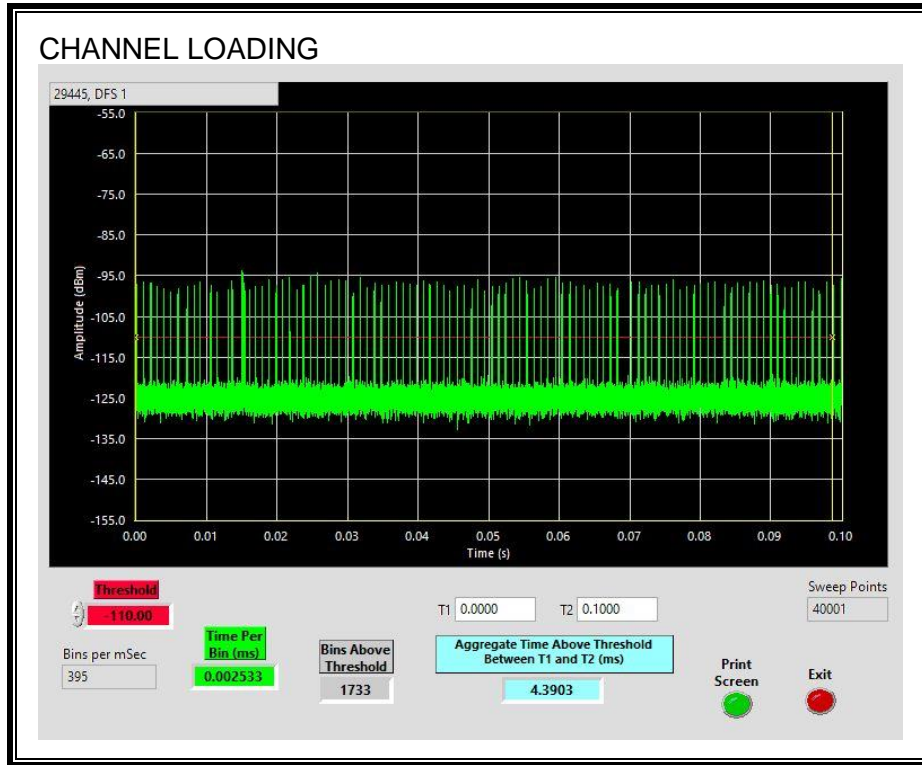 CHANNEL LOADING
29445, DFS 1
-55.0
-65.0
-75.0
-85.0
-95.0
-105.0
-115.0
-125.0
-135.0
-145.0
-155.0
Amplitude (dBm)
0.00 0.01 0.02 0.03 0.04 0.05 0.06 0.07 0.08 0.09 0.10
Time (s)
Threshold
-110.00
Bins per mSec
395
Time Per
Bin (ms)
0.002533
Bins Above
Threshold
1733
T1 0.0000 T2 0.1000
Aggregate Time Above Threshold
Between T1 and T2 (ms)
4.3903
Sweep Points
40001
Print
Screen
Exit